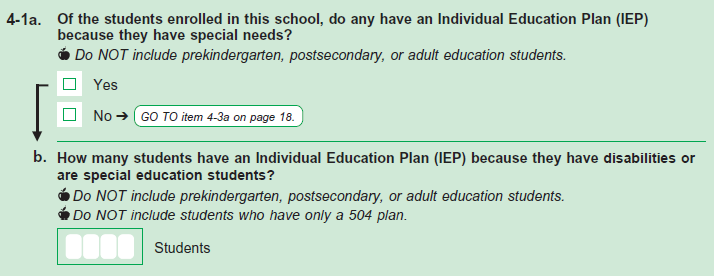 4-1a. Of the students enrolled in this school, do any have an Individual Education Plan (IEP)
because they have special needs?
Do NOT include prekindergarten, postsecondary, or adult education students.
Yes
No → GO TO item 4-3a on page 18.
b. How many students have an Individual Education Plan (IEP) because they have disabilities or
are special education students?
Do NOT include prekindergarten, postsecondary, or adult education students.
Do NOT include students who have only a 504 plan.
Students